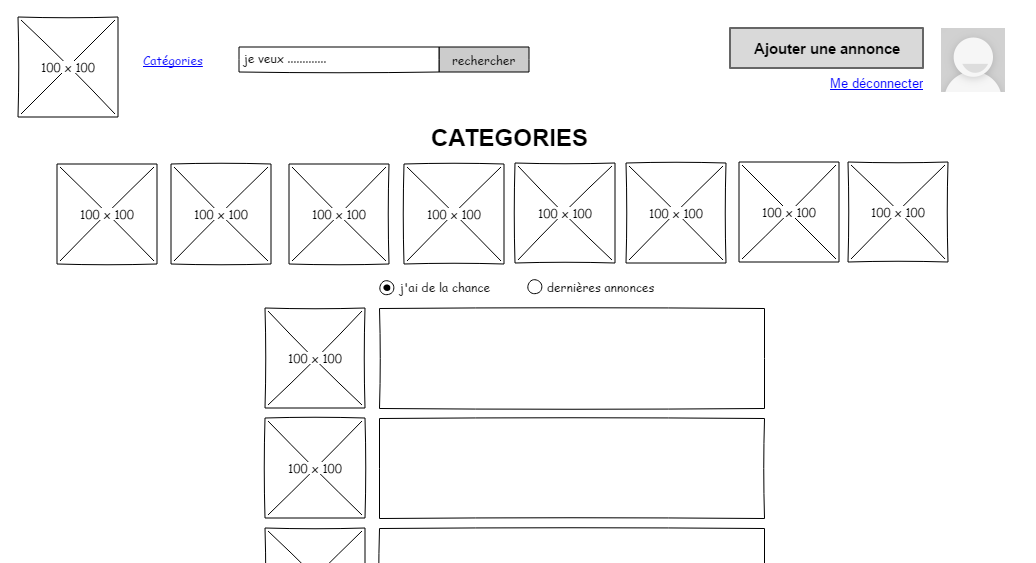 100 x 100
Catégories
je veux .............
rechercher
Ajouter une annonce
Me déconnecter
CATEGORIES
100 x 100
100 x 100
100 x 100
100 x 100
100 x 100
100 x 100
100 x 100
100 x 100
j'ai de la chance
dernières annonces
100 x 100
100 x 100